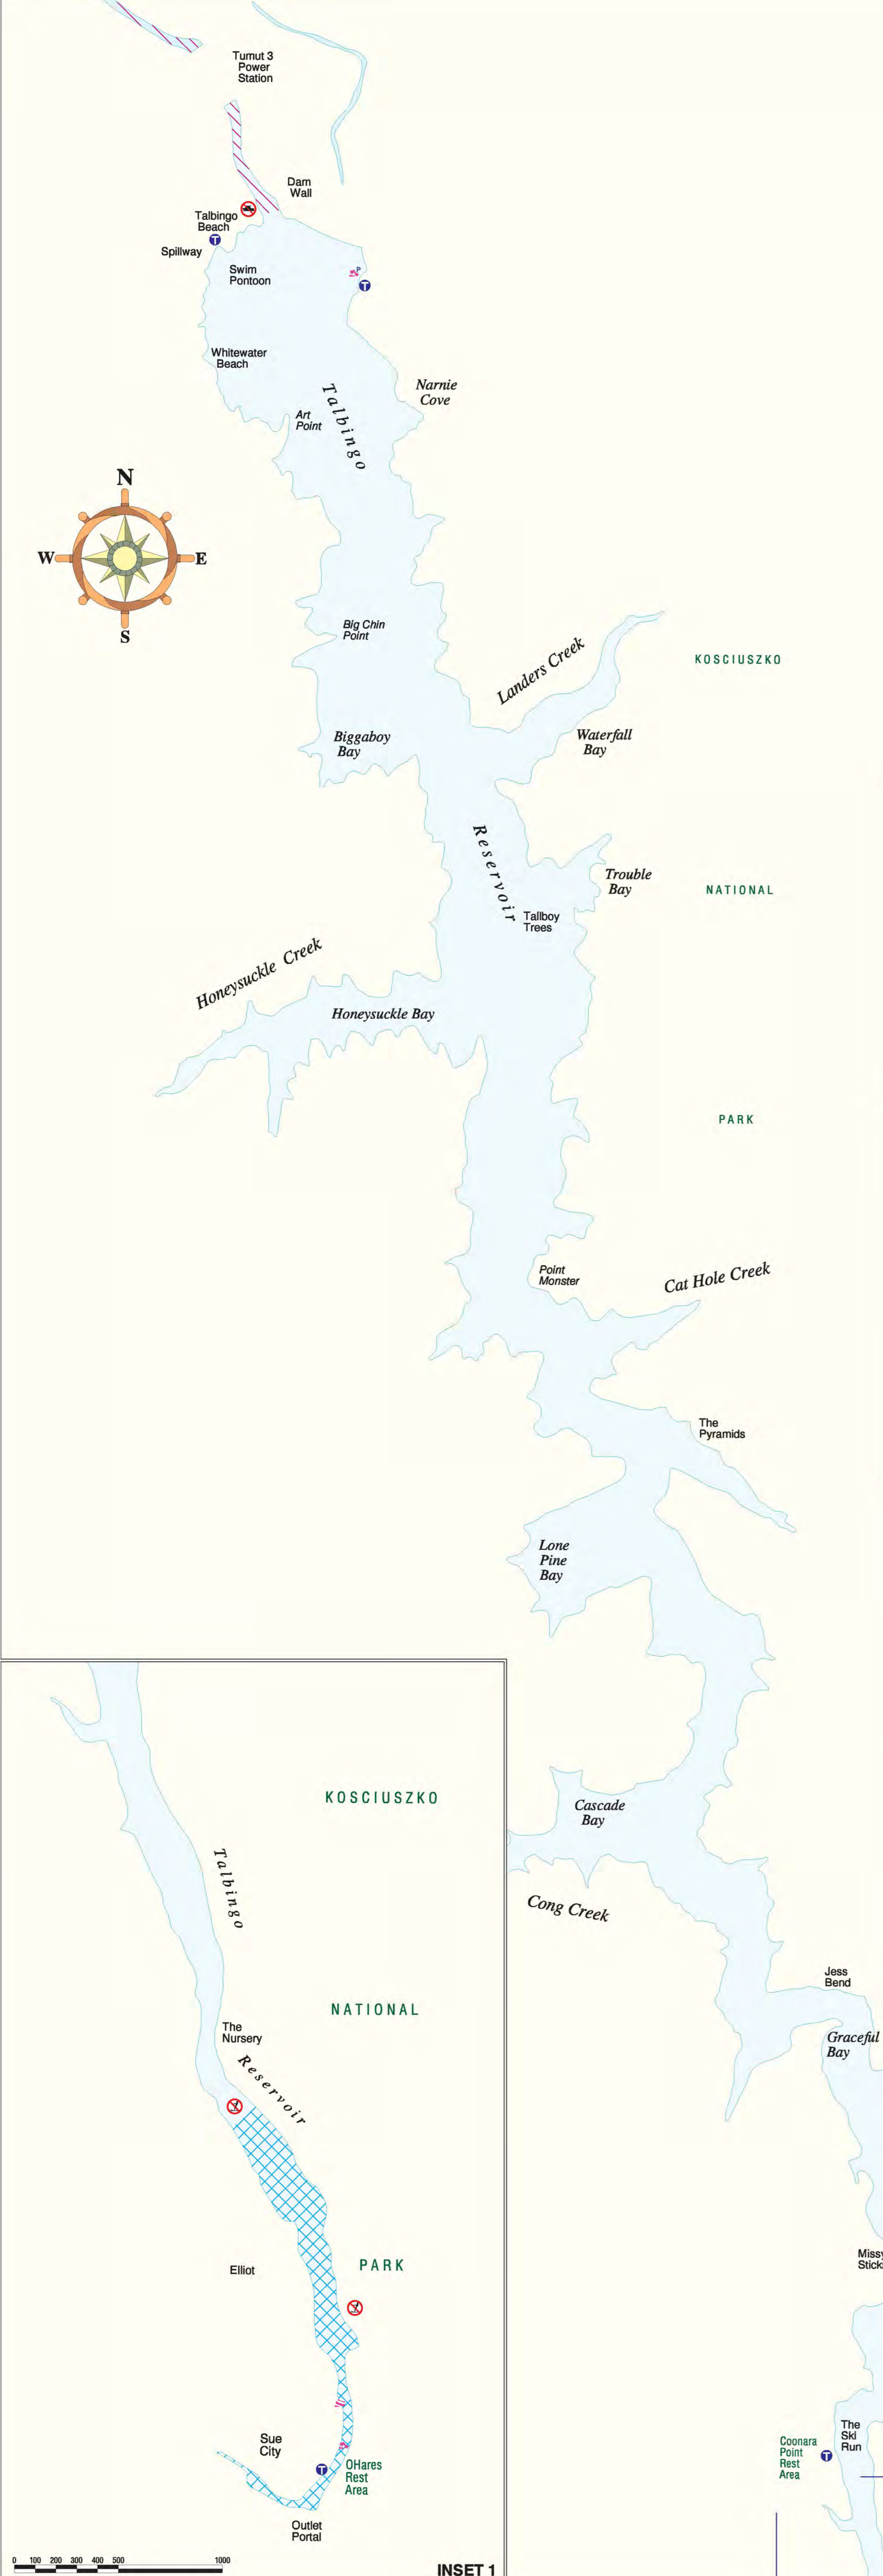 Tumut 3
Power
Station
Dam
Wall
Talbingo
Beach
T
Spillway
Swim
Pontoon
P
T
Whitewater
Beach
Narnie
Cove
Talbingo
Art
Point
N
W
E
S
Big Chin
Point
Landers Creek
KOSCIUSZKO
Biggaboy
Bay
Waterfall
Bay
Reservoir
Trouble
Bay
NATIONAL
Tallboy
Trees
Honeysuckle Creek
Honeysuckle Bay
PARK
Point
Monster
Cat Hole Creek
The
Pyramids
Lone
Pine
Bay
Cascade
Bay
Cong Creek
Jess
Bend
Graceful
Bay
Missy
Stick
The
Ski
Run
Coonara
Point
Rest
Area
T
KOSCIUSZKO
Talbingo
NATIONAL
The
Nursery
Reservoir
Elliot
PARK
Sue
City
T
OHares
Rest
Area
Outlet
Portal
0 100 200 300 400 500 1000
INSET 1